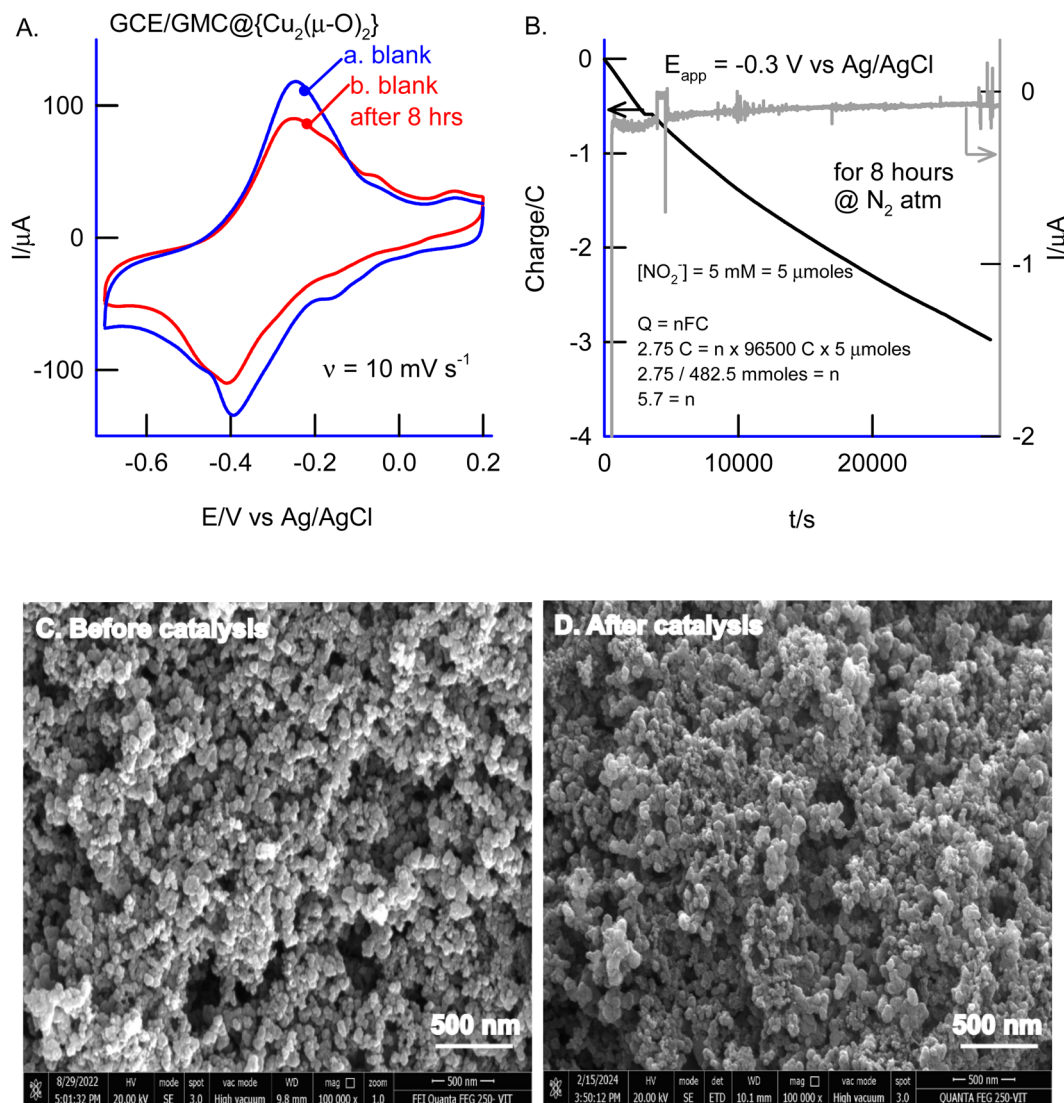 A.
GCE/GMC@{Cu₂(μ-O)₂}
a. blank
b. blank
after 8 hrs
100
0
-100
I/μA
ν = 10 mV s⁻¹
-0.6
-0.4
-0.2
0.0
0.2
E/V vs Ag/AgCl
B.
Eₐₚₚ = -0.3 V vs Ag/AgCl
for 8 hours
@ N₂ atm
[NO₂⁻] = 5 mM = 5 μmoles
Q = nFC
2.75 C = n x 96500 C x 5 μmoles
2.75 / 482.5 mmoles = n
5.7 = n
0
-1
-2
-3
-4
Charge/C
0
-1
-2
I/μA
0
10000
20000
t/s
C. Before catalysis
500 nm
8/29/2022 HV mode spot vac mode WD mag zoom 500 nm
5:01:32 PM 20.00 kV SE 3.0 High vacuum 9.8 mm 100 000 x 1.0 FEI Quanta FEG 250- VIT
D. After catalysis
500 nm
2/15/2024 HV mode det WD mag spot 500 nm
3:50:12 PM 20.00 kV SE ETD 10.1 mm 100 000 x 3.0 QUANTA FEG 250-VIT